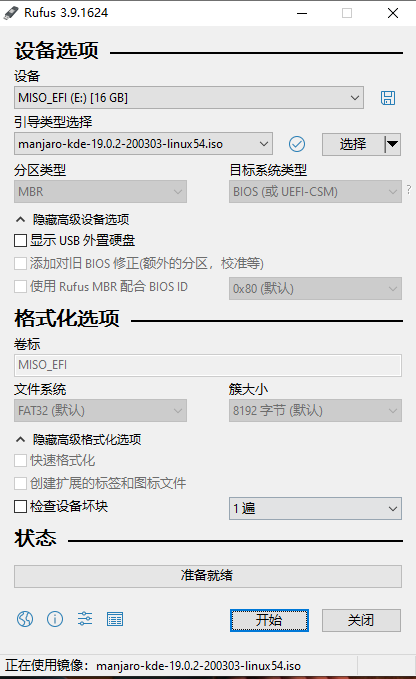 Rufus 3.9.1624
设备选项
设备
MISO_EFI (E:) [16 GB]
引导类型选择
manjaro-kde-19.0.2-200303-linux54.iso
选择
分区类型
目标系统类型
MBR
BIOS (或 UEFI-CSM)
?
隐藏高级设备选项
显示 USB 外置硬盘
添加对旧 BIOS 修正(额外的分区，校准等)
使用 Rufus MBR 配合 BIOS ID
0x80 (默认)
格式化选项
卷标
MISO_EFI
文件系统
簇大小
FAT32 (默认)
8192 字节 (默认)
隐藏高级格式化选项
快速格式化
创建扩展的标签和图标文件
检查设备坏块
1 遍
状态
准备就绪
开始
关闭
正在使用镜像：manjaro-kde-19.0.2-200303-linux54.iso